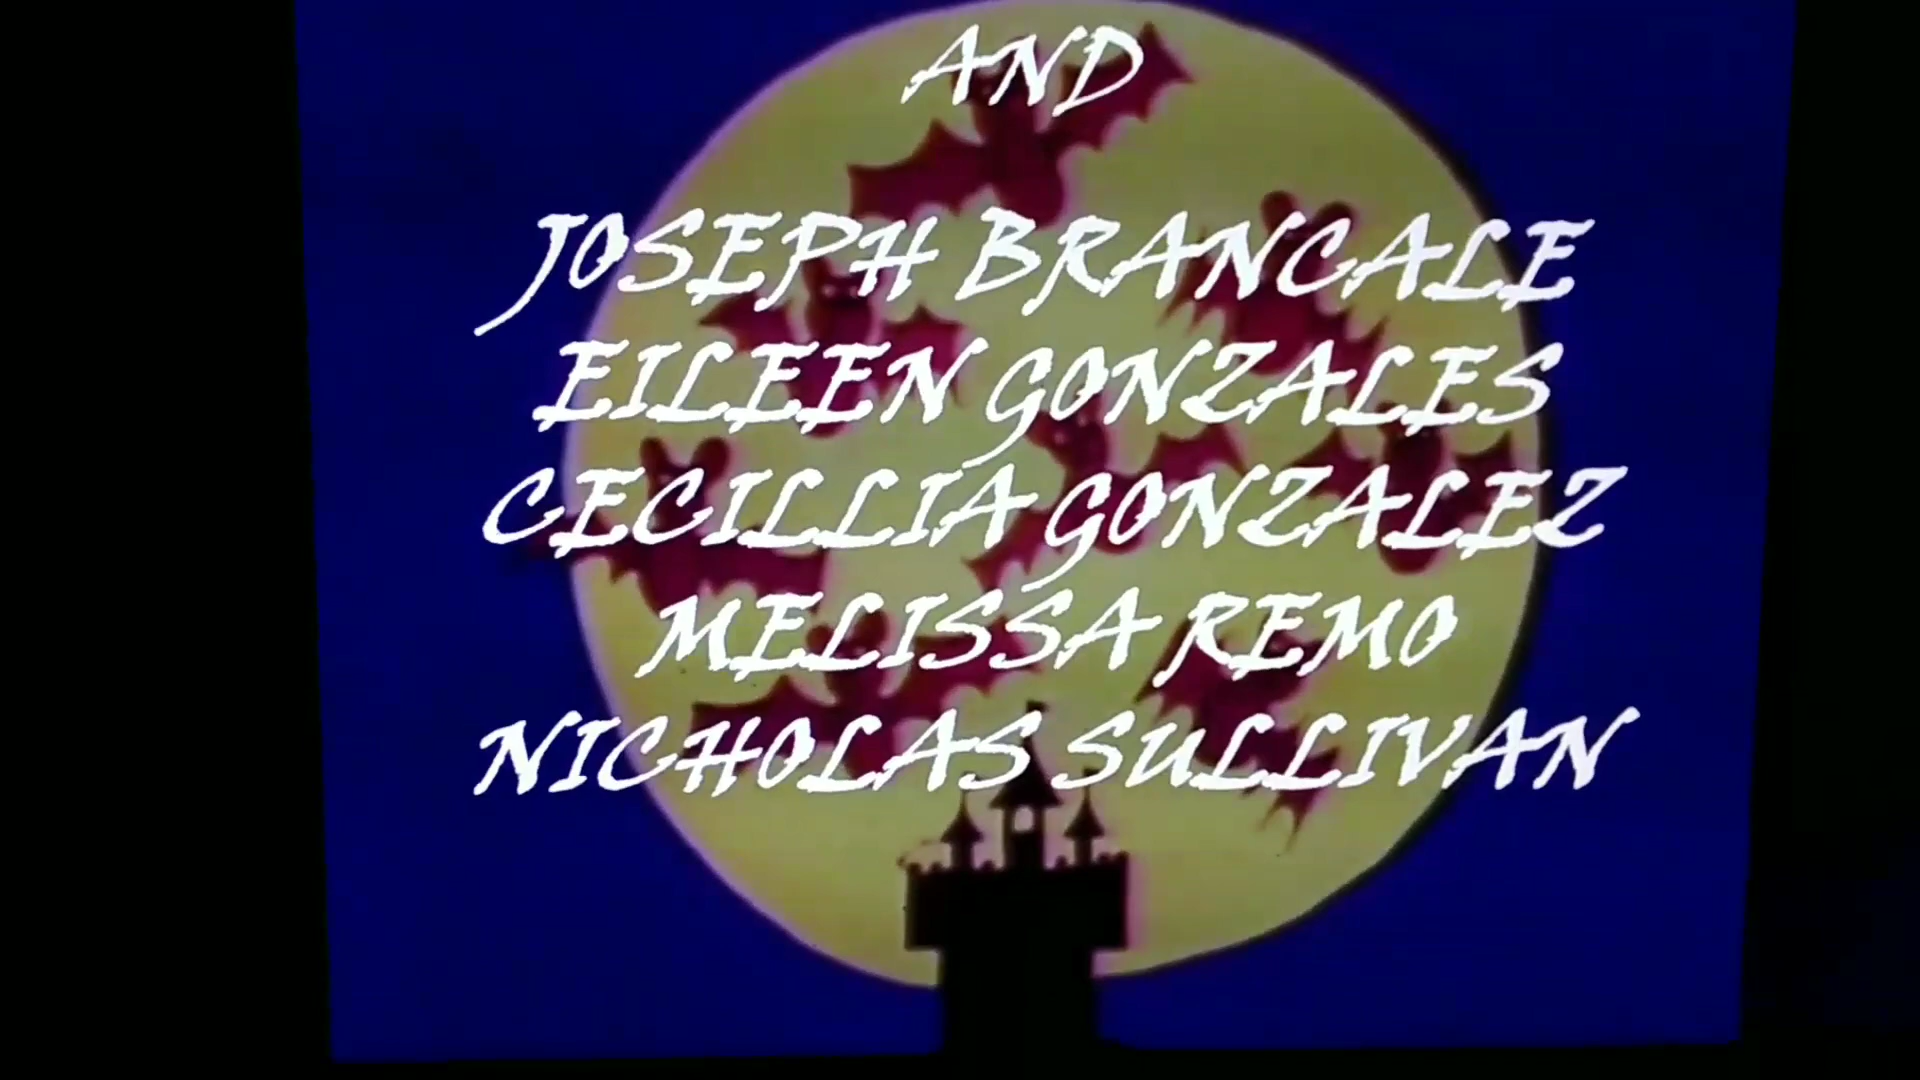 AND
JOSEPH BRANCALE
EILEEN GONZALES
CECILLIA GONZALEZ
MELISSA REMO
NICHOLAS SULLIVAN